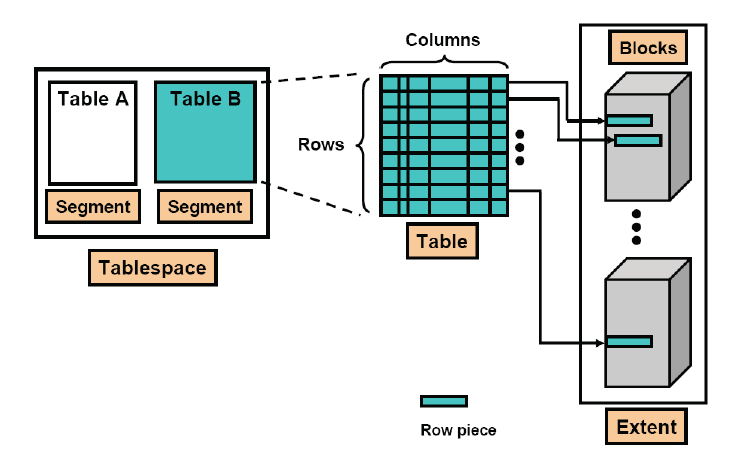 Table A
Table B
Segment
Segment
Tablespace
Columns
Rows
Table
Blocks
Extent
Row piece